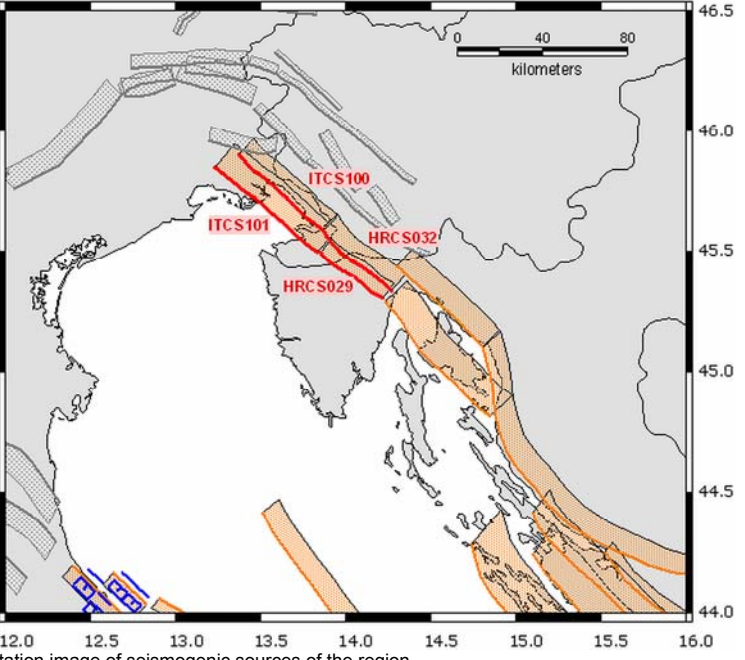 46.5
0 40 80
kilometers
46.0
ITCS100
ITCS101
HRCS032
45.5
HRCS029
45.0
44.5
44.0
12.0 12.5 13.0 13.5 14.0 14.5 15.0 15.5 16.0
image of seismogenic sources of the region